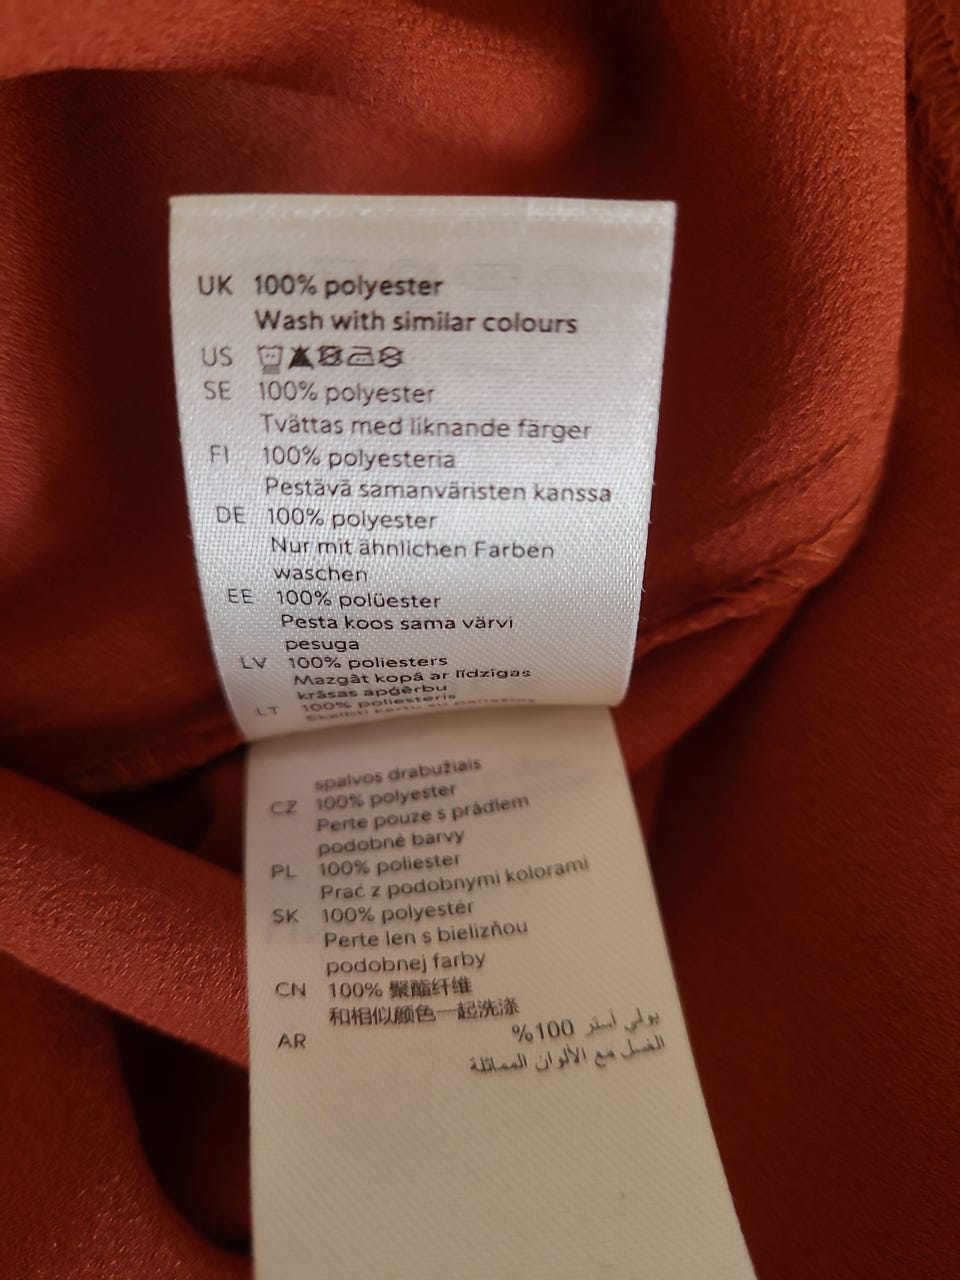 UK 100% polyester
Wash with similar colours
US
SE 100% polyester
Tvättas med liknande färger
FI 100% polyesteria
Pestävä samanväristen kanssa
DE 100% polyester
Nur mit ähnlichen Farben
waschen
EE 100% polüester
Pesta koos sama värvi
pesuga
LV 100% poliesters
Mazgāt kopā ar līdzīgas
krāsas apģērbu
LT 100% poliesteris
Skalbti kartu su panašios
spalvos drabužiais
CZ 100% polyester
Perte pouze s prádlem
podobné barvy
PL 100% poliester
Prać z podobnymi kolorami
SK 100% polyestér
Perte len s bielizňou
podobnej farby
CN 100% 聚酯纤维
和相似颜色一起洗涤
AR بولي استر 100%
الغسل مع الألوان المماثلة